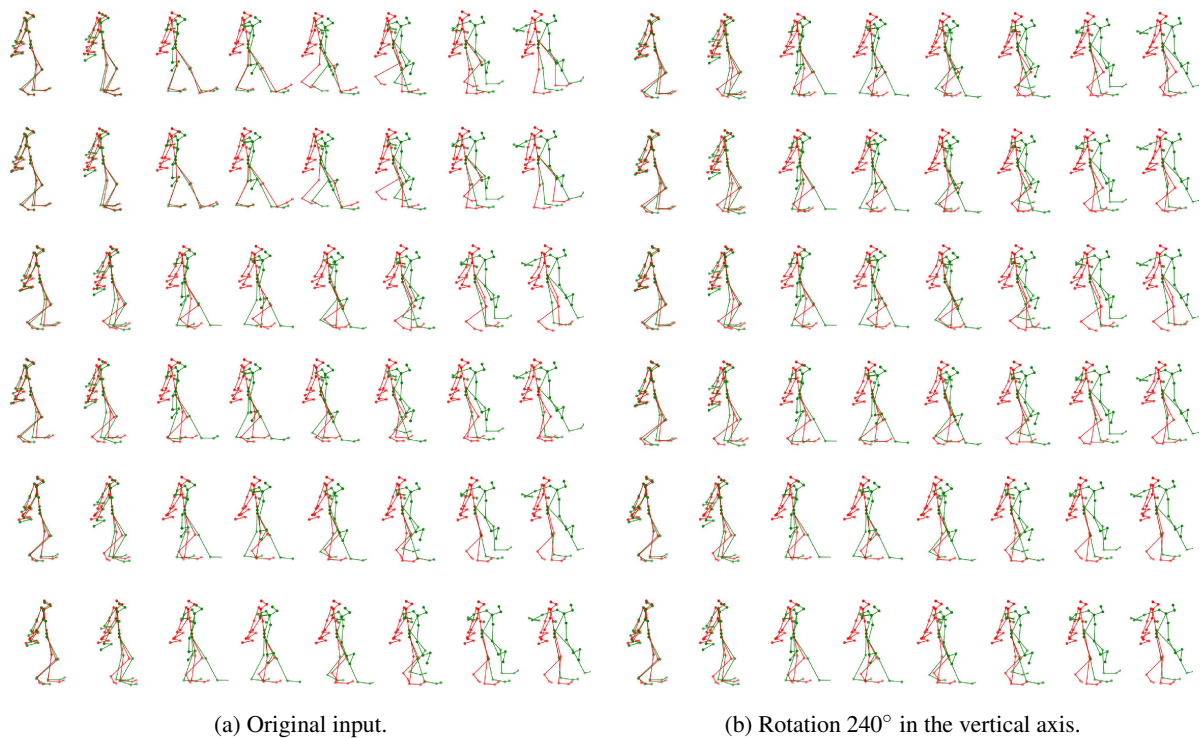 (a) Original input.
(b) Rotation 240° in the vertical axis.